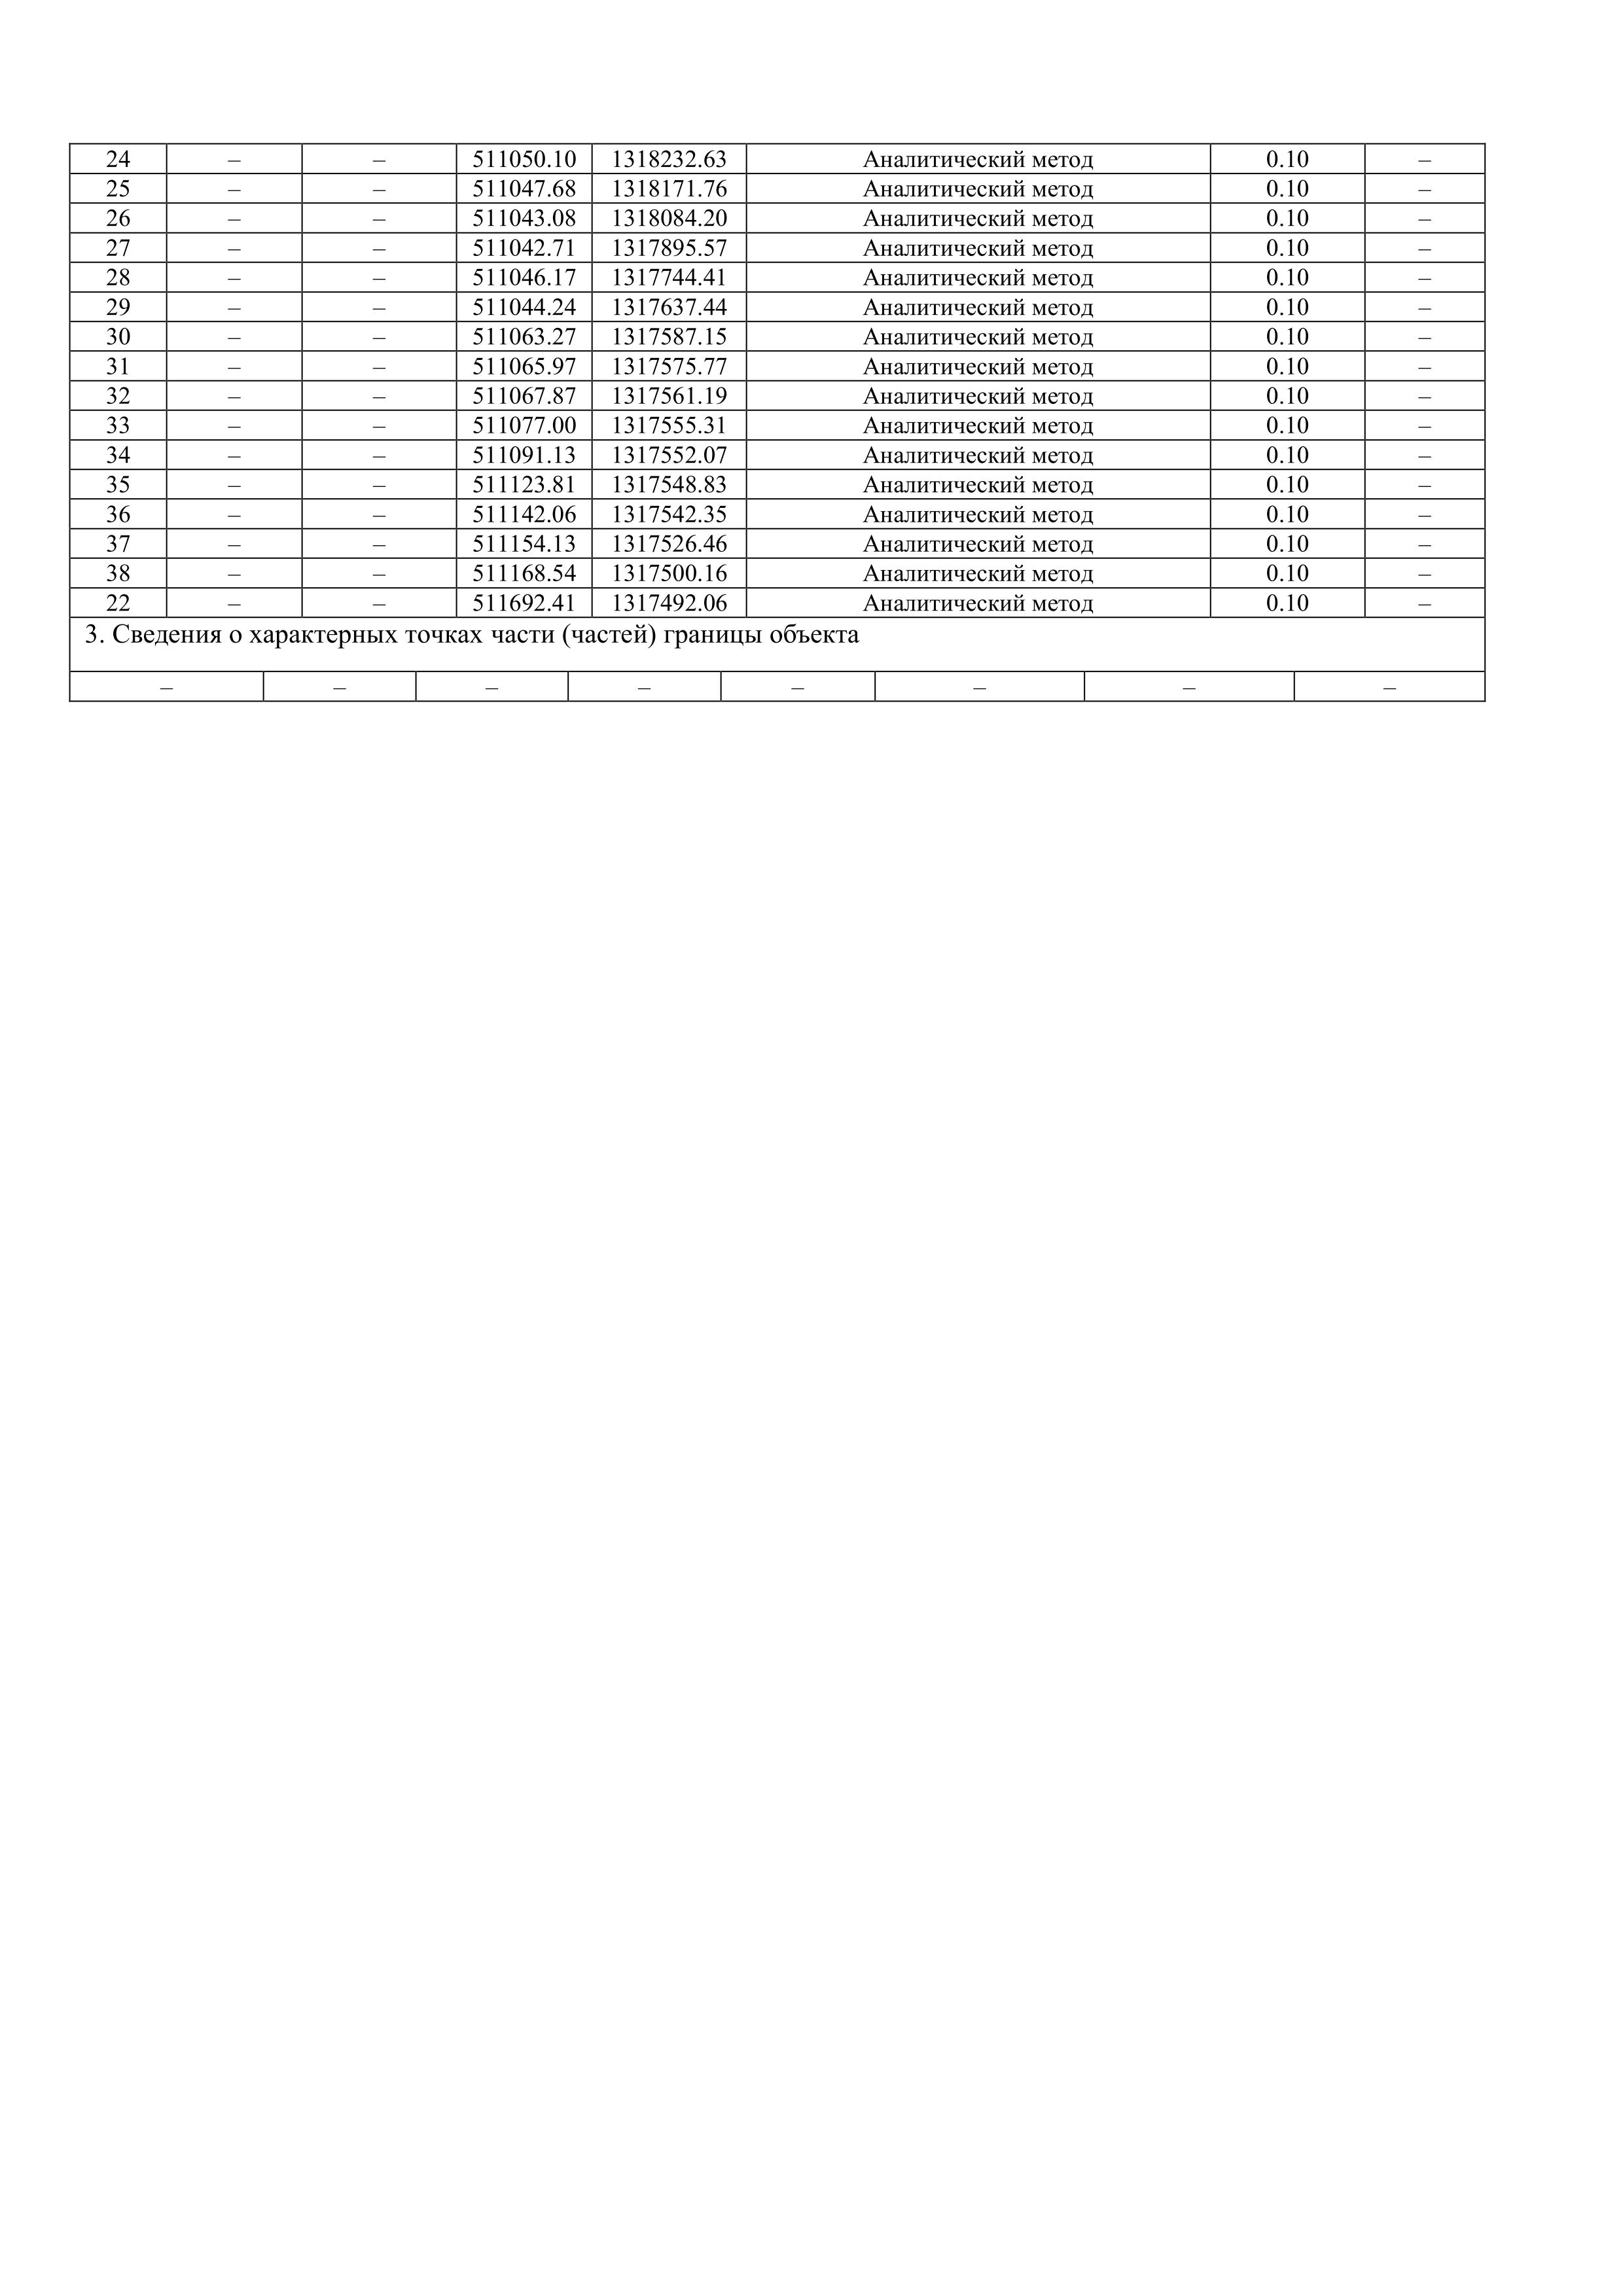 24 – – 511050.10 1318232.63 Аналитический метод 0.10 –
25 – – 511047.68 1318171.76 Аналитический метод 0.10 –
26 – – 511043.08 1318084.20 Аналитический метод 0.10 –
27 – – 511042.71 1317895.57 Аналитический метод 0.10 –
28 – – 511046.17 1317744.41 Аналитический метод 0.10 –
29 – – 511044.24 1317637.44 Аналитический метод 0.10 –
30 – – 511063.27 1317587.15 Аналитический метод 0.10 –
31 – – 511065.97 1317575.77 Аналитический метод 0.10 –
32 – – 511067.87 1317561.19 Аналитический метод 0.10 –
33 – – 511077.00 1317555.31 Аналитический метод 0.10 –
34 – – 511091.13 1317552.07 Аналитический метод 0.10 –
35 – – 511123.81 1317548.83 Аналитический метод 0.10 –
36 – – 511142.06 1317542.35 Аналитический метод 0.10 –
37 – – 511154.13 1317526.46 Аналитический метод 0.10 –
38 – – 511168.54 1317500.16 Аналитический метод 0.10 –
22 – – 511692.41 1317492.06 Аналитический метод 0.10 –
3. Сведения о характерных точках части (частей) границы объекта
– – – – – – – –